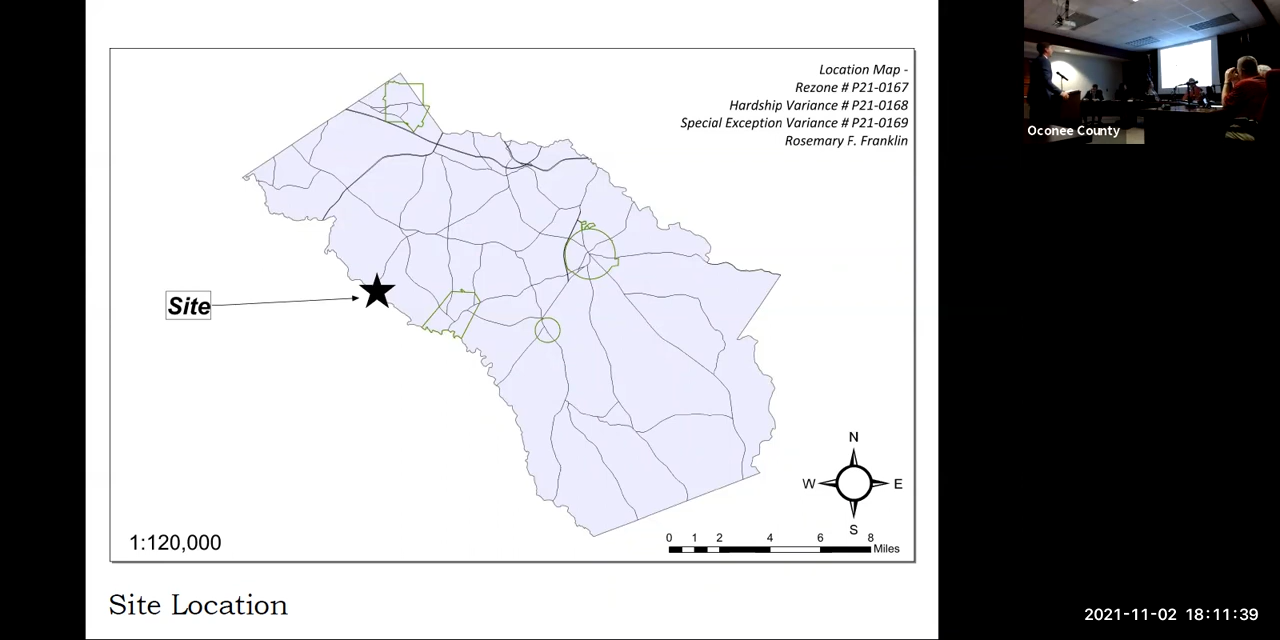 Location Map -
Rezone # P21-0167
Hardship Variance # P21-0168
Special Exception Variance # P21-0169
Rosemary F. Franklin
Oconee County
Site
N
W E
S
0 1 2 4 6 8
Miles
1:120,000
Site Location
2021-11-02 18:11:39